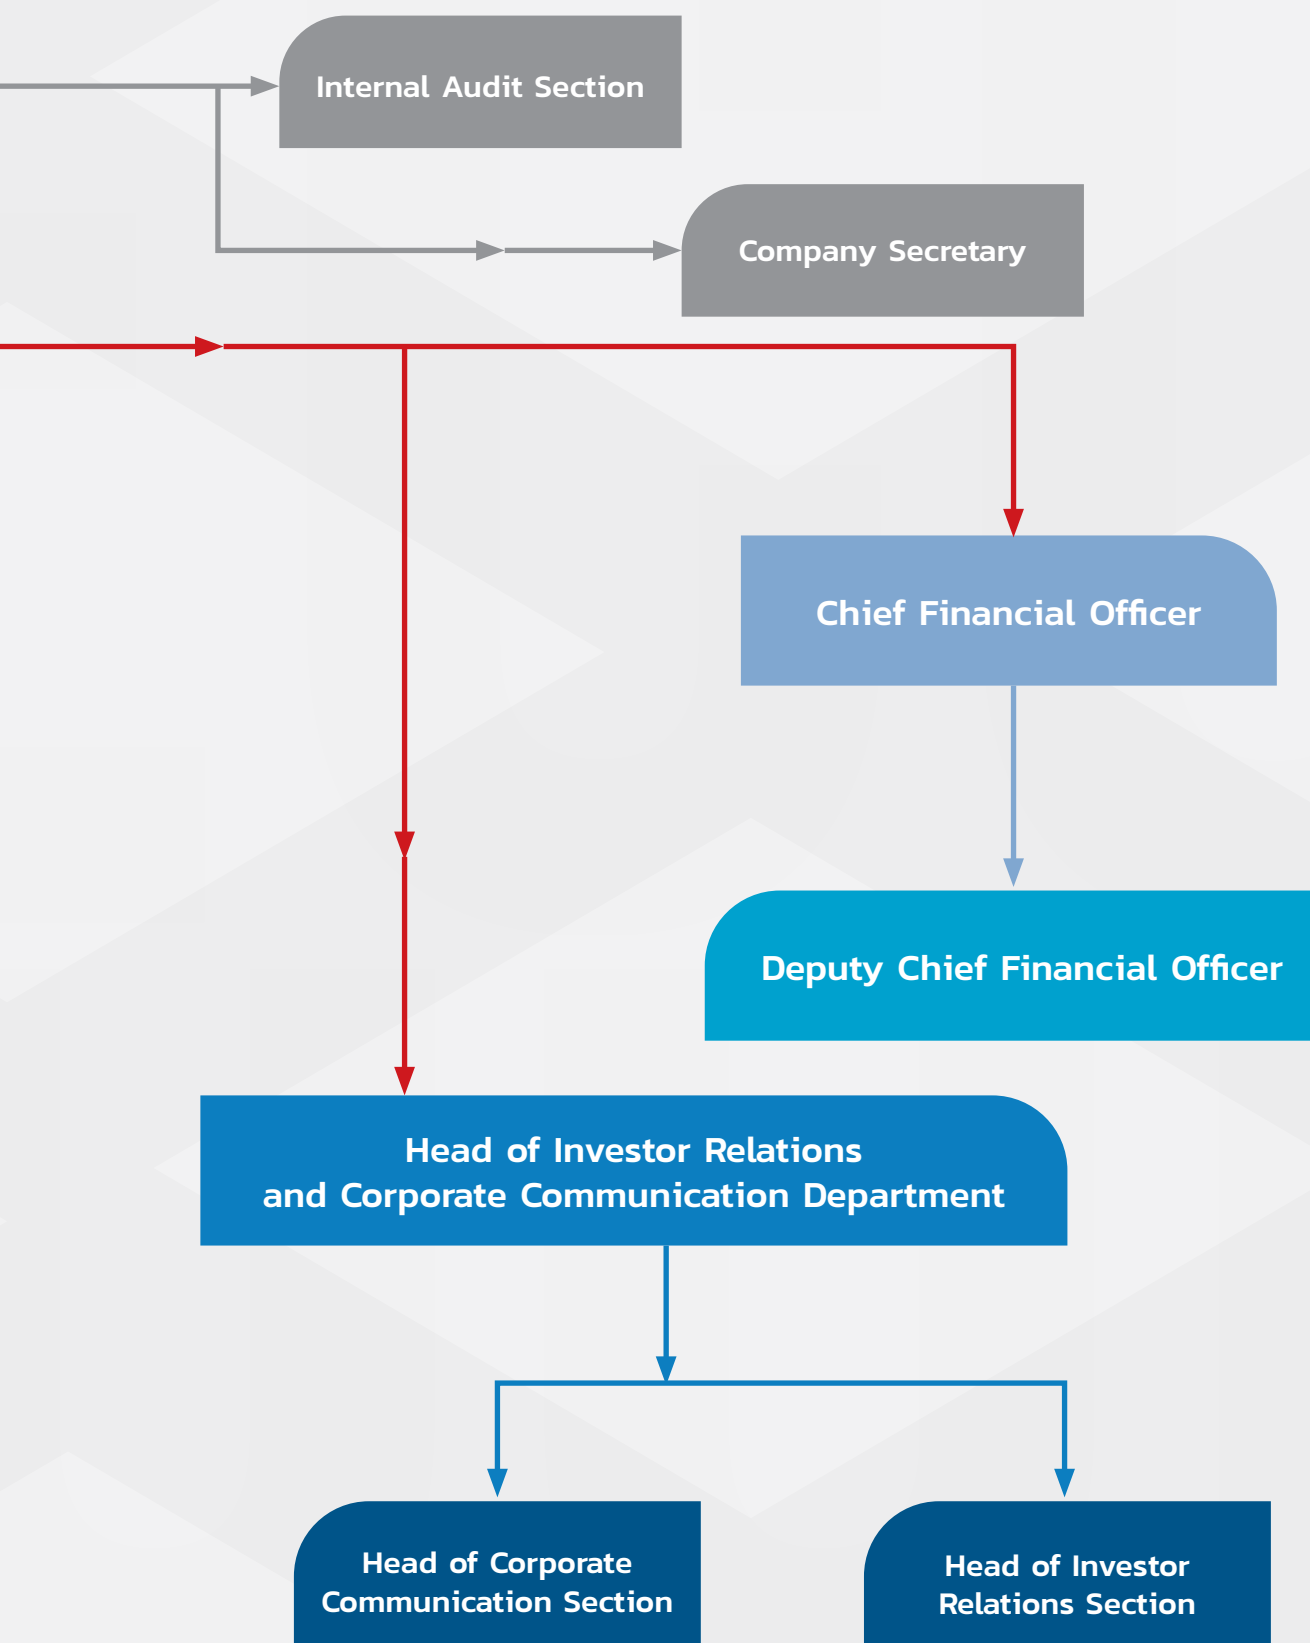 Internal Audit Section
Company Secretary
Chief Financial Officer
Deputy Chief Financial Officer
Head of Investor Relations
and Corporate Communication Department
Head of Corporate
Communication Section
Head of Investor
Relations Section